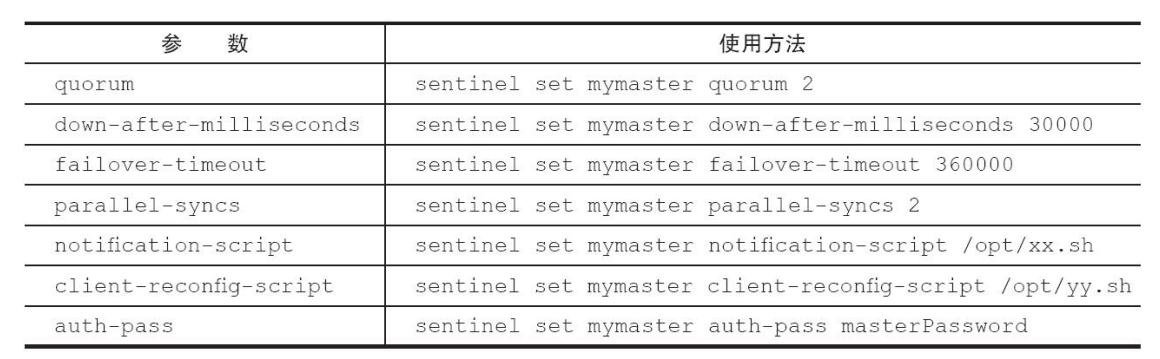 参 数 使用方法
quorum sentinel set mymaster quorum 2
down-after-milliseconds sentinel set mymaster down-after-milliseconds 30000
failover-timeout sentinel set mymaster failover-timeout 360000
parallel-syncs sentinel set mymaster parallel-syncs 2
notification-script sentinel set mymaster notification-script /opt/xx.sh
client-reconfig-script sentinel set mymaster client-reconfig-script /opt/yy.sh
auth-pass sentinel set mymaster auth-pass masterPassword